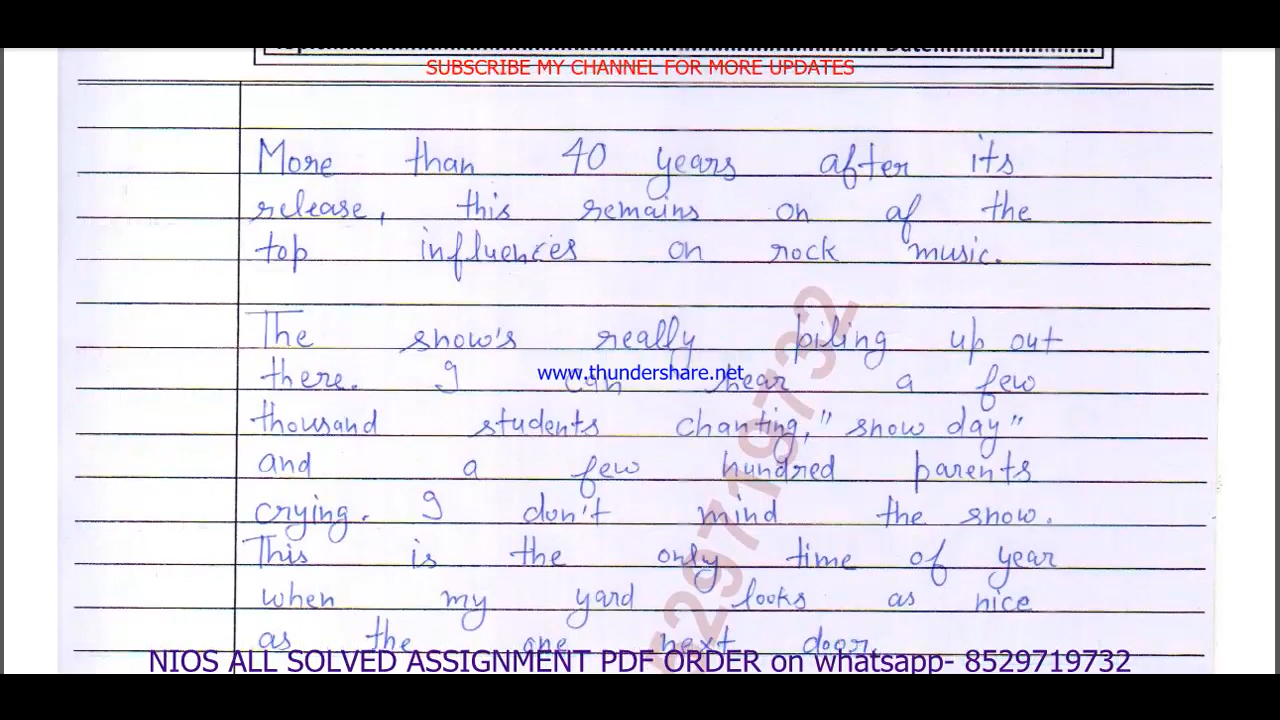 SUBSCRIBE MY CHANNEL FOR MORE UPDATES
More than 40 years after its
release, this remains on of the
top influences on rock music.
The snow's really piling up out
there. I can hear a few
www.thundershare.net
thousand students chanting, "snow day"
and a few hundred parents
crying. I don't mind the snow.
This is the only time of year
when my yard looks as nice
as the one next door.
8529719732
NIOS ALL SOLVED ASSIGNMENT PDF ORDER on whatsapp- 8529719732